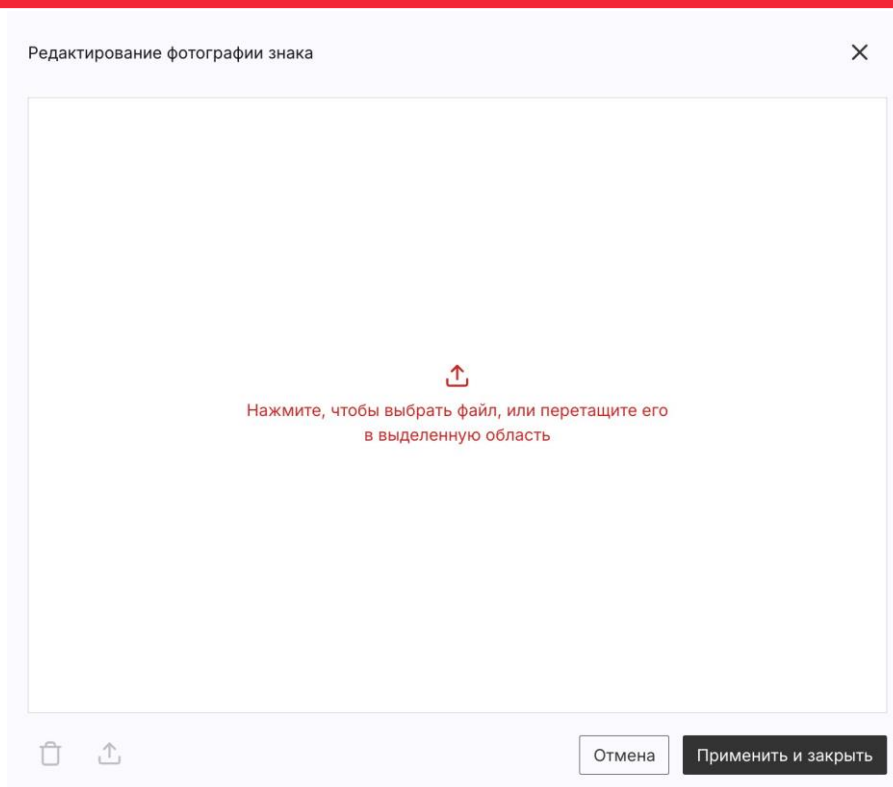 Редактирование фотографии знака
Нажмите, чтобы выбрать файл, или перетащите его
в выделенную область
Отмена
Применить и закрыть